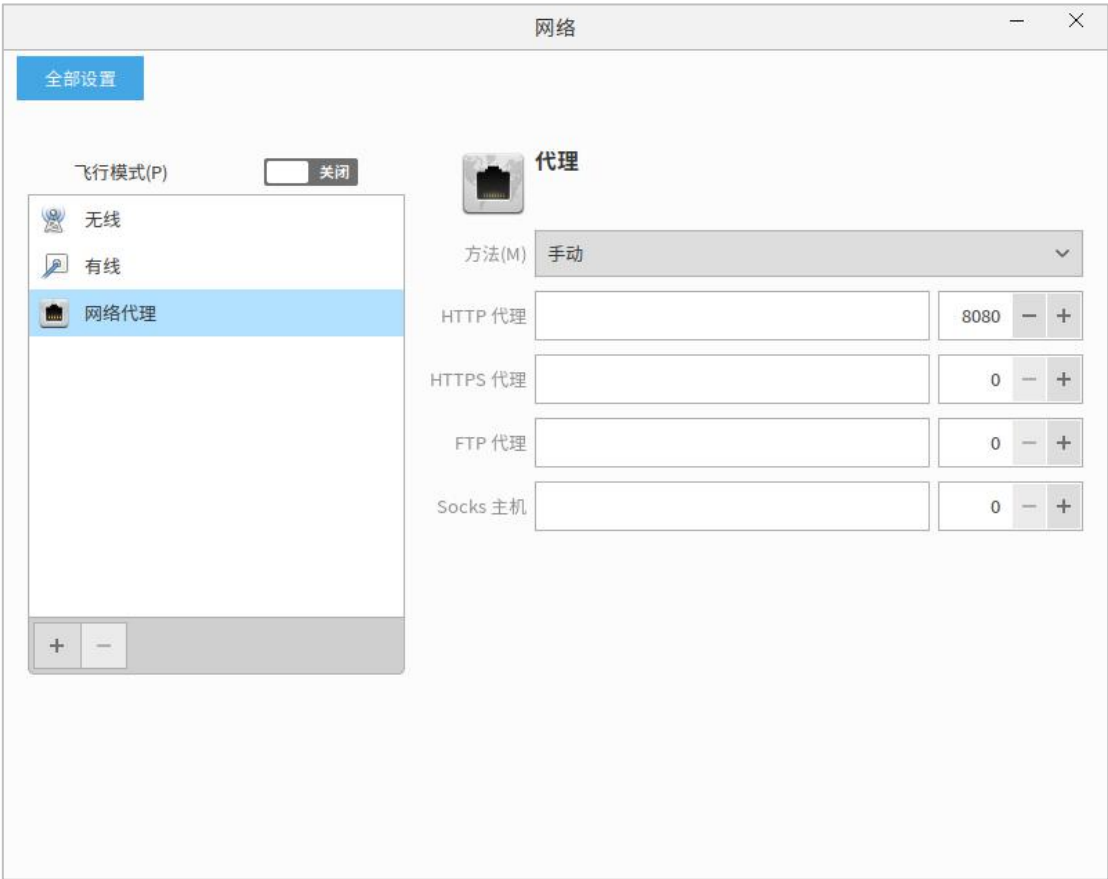 网络
全部设置
飞行模式(P)
关闭
无线
有线
网络代理
代理
方法(M) 手动
HTTP 代理 8080
HTTPS 代理 0
FTP 代理 0
Socks 主机 0